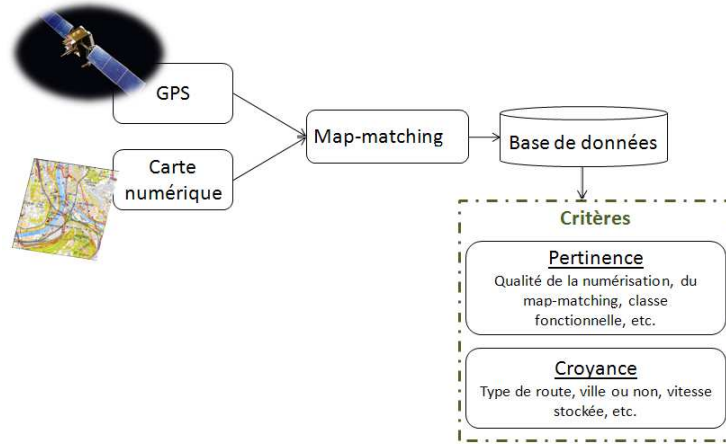 GPS
Carte
numérique
Map-matching
Base de données
Critères
Pertinence
Qualité de la numérisation, du
map-matching, classe
fonctionnelle, etc.
Croyance
Type de route, ville ou non, vitesse
stockée, etc.